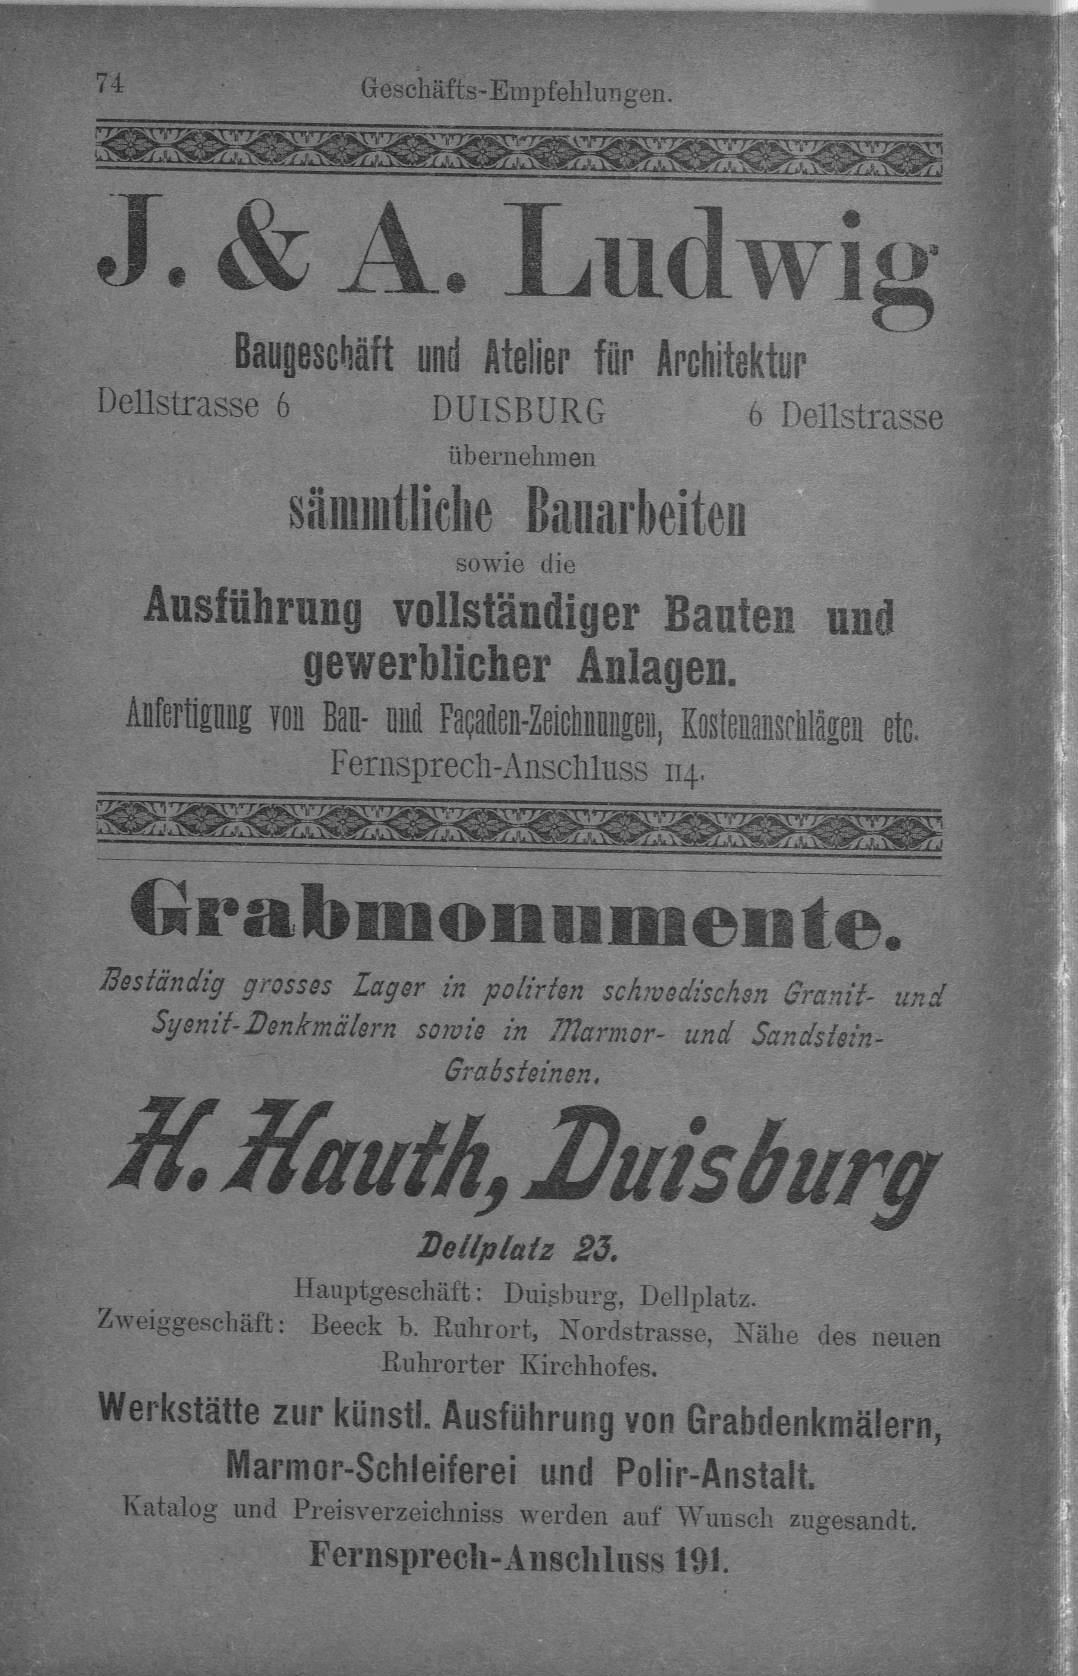 74
Geschäfts-Empfehlungen.
J. & A. Ludwig
Baugeschäft und Atelier für Architektur
Dellstrasse 6 DUISBURG 6 Dellstrasse
übernehmen
sämmtliche Bauarbeiten
sowie die
Ausführung vollständiger Bauten und
gewerblicher Anlagen.
Anfertigung von Bau- und Façaden-Zeichnungen, Kostenanschlägen etc.
Fernsprech-Anschluss 114.
Grabmonumente.
Beständig grosses Lager in polirten schwedischen Granit- und
Syenit-Denkmälern sowie in Marmor- und Sandstein-
Grabsteinen.
H. Hauth, Duisburg
Dellplatz 23.
Hauptgeschäft: Duisburg, Dellplatz.
Zweiggeschäft: Beeck b. Ruhrort, Nordstrasse, Nähe des neuen
Ruhrorter Kirchhofes.
Werkstätte zur künstl. Ausführung von Grabdenkmälern,
Marmor-Schleiferei und Polir-Anstalt.
Katalog und Preisverzeichniss werden auf Wunsch zugesandt.
Fernsprech-Anschluss 191.